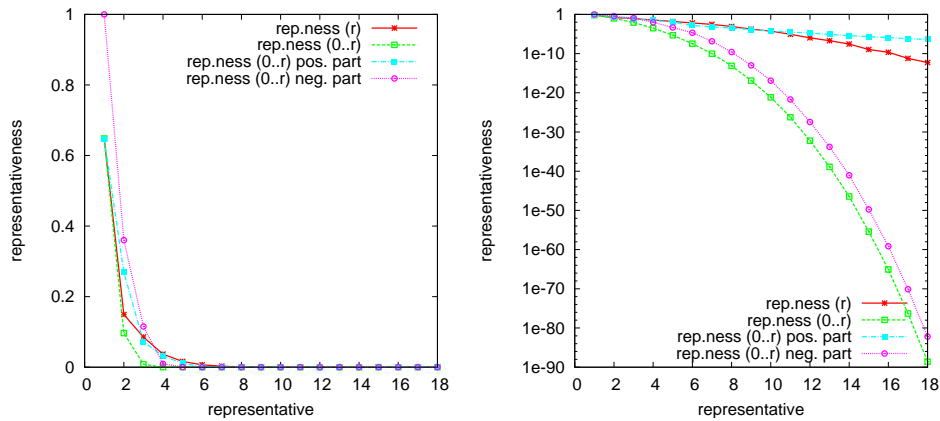 1
0.8
0.6
0.4
0.2
0
0 2 4 6 8 10 12 14 16 18
representativeness
representative
rep.ness (r)
rep.ness (0..r)
rep.ness (0..r) pos. part
rep.ness (0..r) neg. part
1
1e-10
1e-20
1e-30
1e-40
1e-50
1e-60
1e-70
1e-80
1e-90
0 2 4 6 8 10 12 14 16 18
representativeness
representative
rep.ness (r)
rep.ness (0..r)
rep.ness (0..r) pos. part
rep.ness (0..r) neg. part